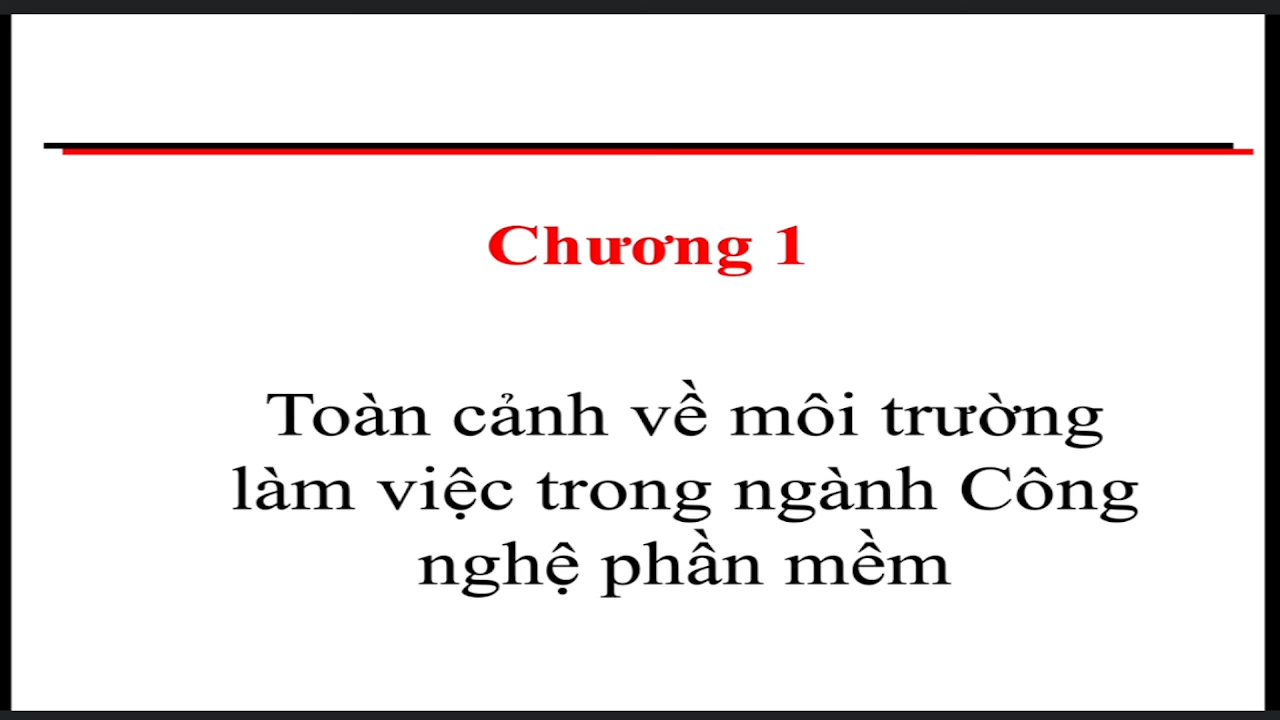 Chương 1
Toàn cảnh về môi trường
làm việc trong ngành Công
nghệ phần mềm